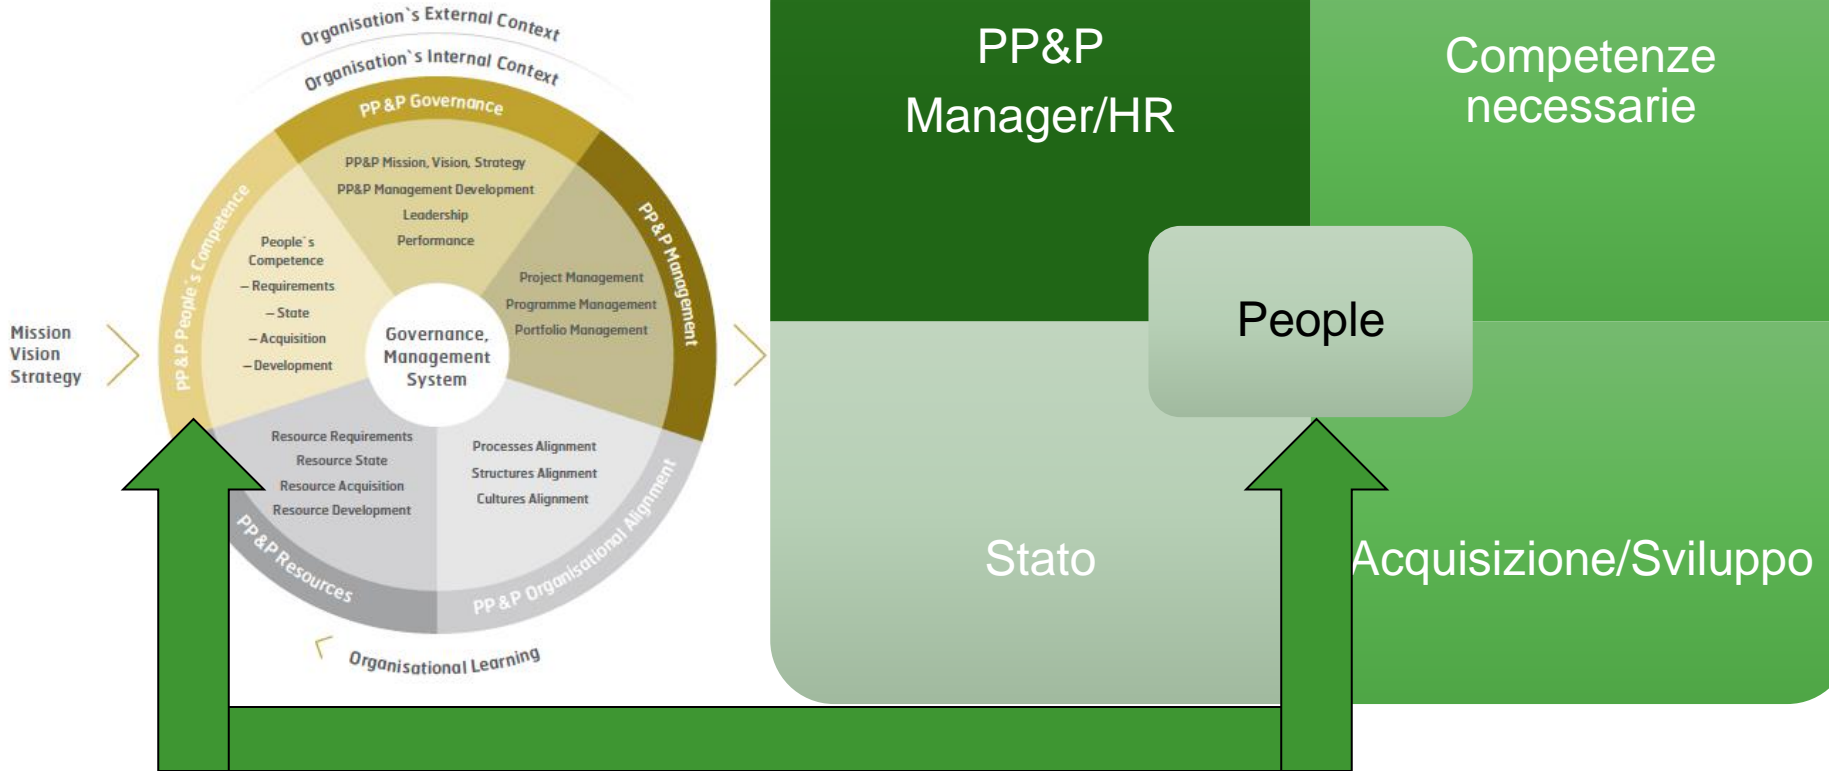 Organisation`s External Context
Organisation`s Internal Context
PP&P Governance
PP&P Mission, Vision, Strategy
PP&P Management Development
Leadership
Performance
PP&P People`s Competence
People`s
Competence
– Requirements
– State
– Acquisition
– Development
PP&P Management
Project Management
Programme Management
Portfolio Management
Governance,
Management
System
Mission
Vision
Strategy
Resource Requirements
Resource State
Resource Acquisition
Resource Development
PP&P Resources
Processes Alignment
Structures Alignment
Cultures Alignment
PP&P Organisational Alignment
Organisational Learning
PP&P
Manager/HR
Competenze
necessarie
People
Stato
Acquisizione/Sviluppo